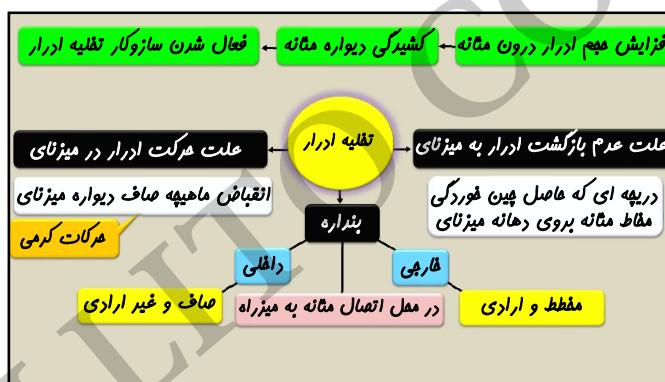 فزایش حجم ادرار درون مثانه
کشیدگی دیواره مثانه
فعال شدن سازوکار تخلیه ادرار
تخلیه ادرار
علت عدم بازگشت ادرار به میزنای
علت حرکت ادرار در میزنای
دریچه ای که حاصل چین خوردگی
مخاط مثانه بروی دهانه میزنای
انقباض ماهیچه صاف دیواره میزنای
حرکات کرمی
بنداره
خارجی
داخلی
مخطط و ارادی
در محل اتصال مثانه به میزراه
صاف و غیر ارادی